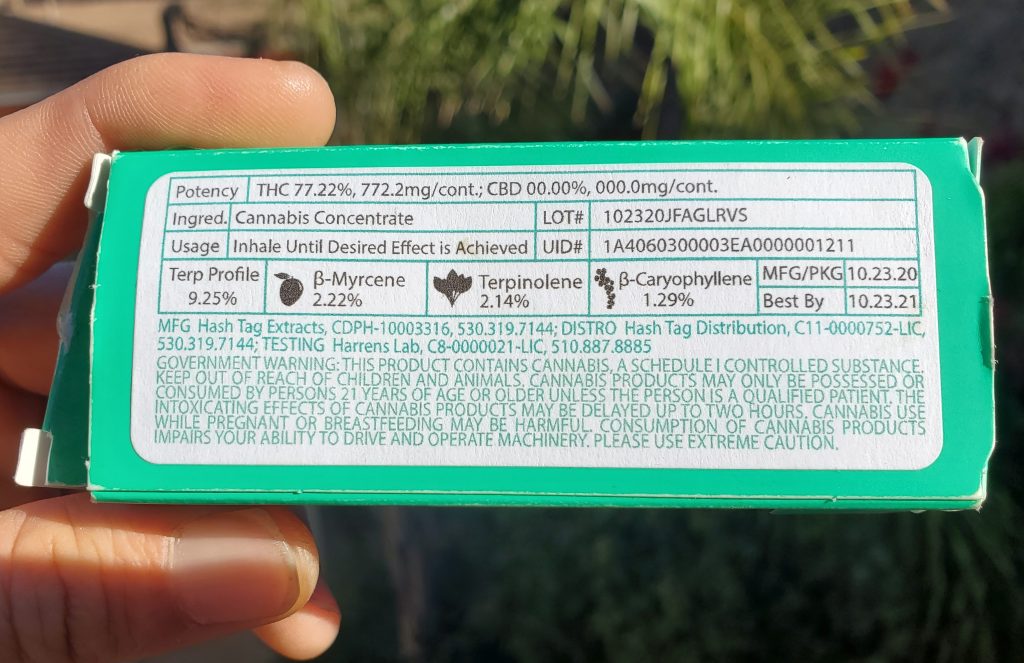 Potency THC 77.22%, 772.2mg/cont.; CBD 00.00%, 000.0mg/cont.
Ingred. Cannabis Concentrate LOT# 102320JFAGLRVS
Usage Inhale Until Desired Effect is Achieved UID# 1A4060300003EA0000001211
Terp Profile β-Myrcene Terpinolene β-Caryophyllene MFG/PKG 10.23.20
9.25% 2.22% 2.14% 1.29% Best By 10.23.21
MFG Hash Tag Extracts, CDPH-10003316, 530.319.7144; DISTRO Hash Tag Distribution, C11-0000752-LIC,
530.319.7144; TESTING Harrens Lab, C8-0000021-LIC, 510.887.8885
GOVERNMENT WARNING: THIS PRODUCT CONTAINS CANNABIS, A SCHEDULE I CONTROLLED SUBSTANCE.
KEEP OUT OF REACH OF CHILDREN AND ANIMALS. CANNABIS PRODUCTS MAY ONLY BE POSSESSED OR
CONSUMED BY PERSONS 21 YEARS OF AGE OR OLDER UNLESS THE PERSON IS A QUALIFIED PATIENT. THE
INTOXICATING EFFECTS OF CANNABIS PRODUCTS MAY BE DELAYED UP TO TWO HOURS. CANNABIS USE
WHILE PREGNANT OR BREASTFEEDING MAY BE HARMFUL. CONSUMPTION OF CANNABIS PRODUCTS
IMPAIRS YOUR ABILITY TO DRIVE AND OPERATE MACHINERY. PLEASE USE EXTREME CAUTION.